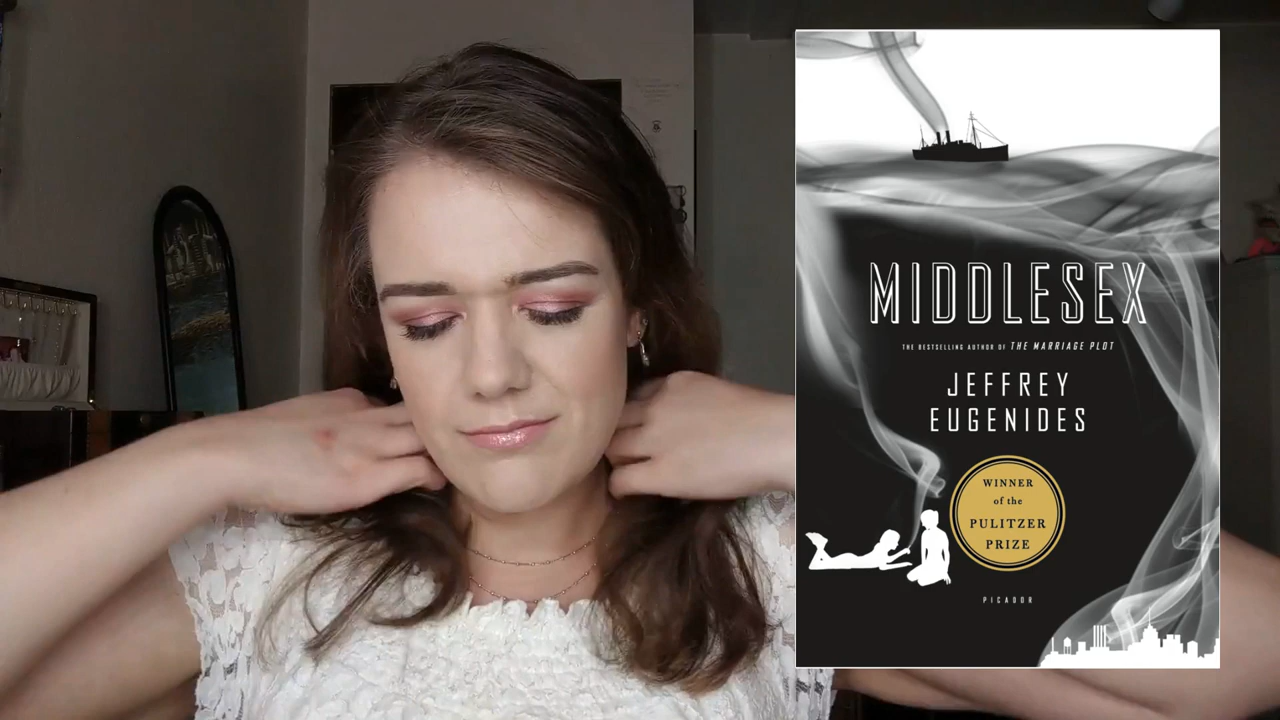 MIDDLESEX
THE BESTSELLING AUTHOR OF THE MARRIAGE PLOT
JEFFREY
EUGENIDES
WINNER
of the
PULITZER
PRIZE
PICADOR